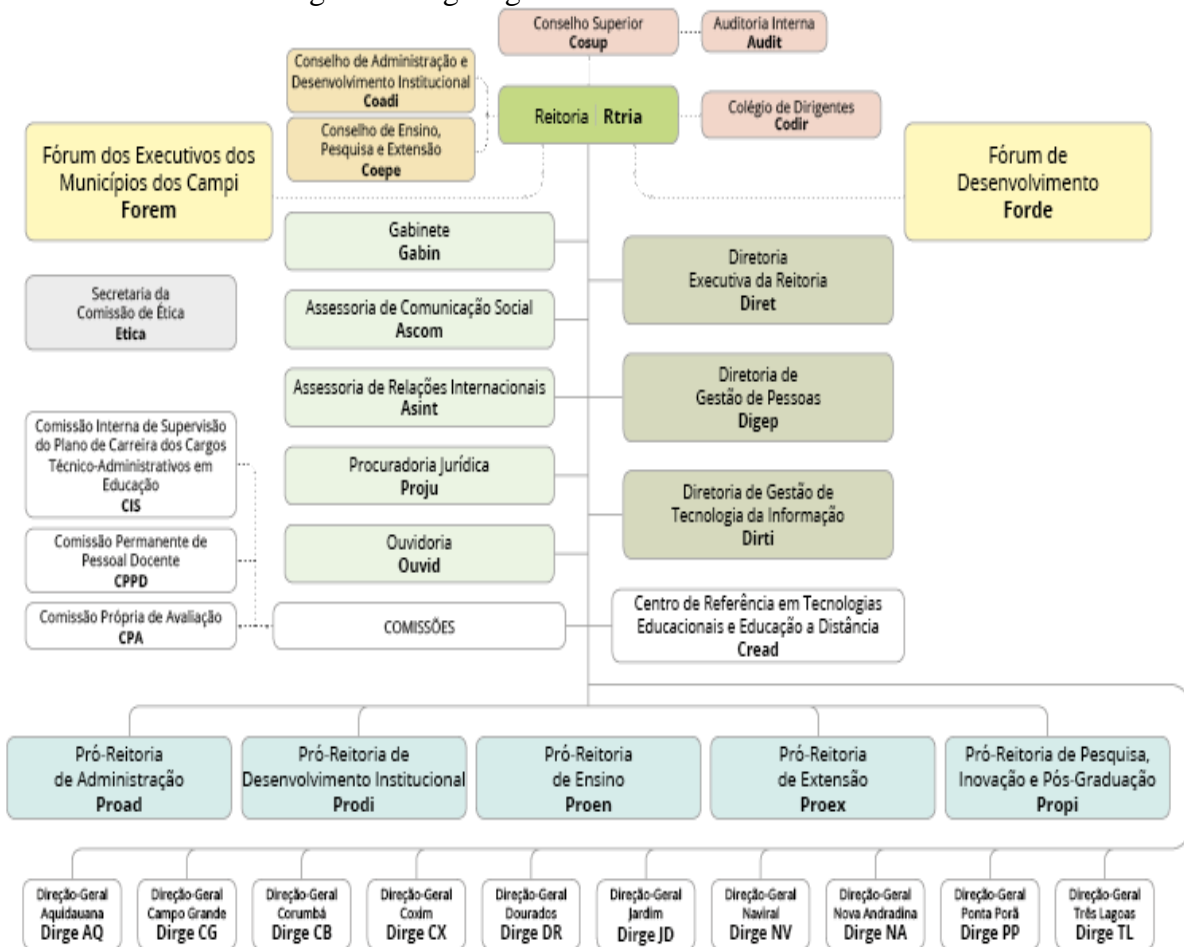 Conselho Superior
Cosup
Auditoria Interna
Audit
Conselho de Administração e
Desenvolvimento Institucional
Coadi
Reitoria | Rtria
Colégio de Dirigentes
Codir
Conselho de Ensino,
Pesquisa e Extensão
Coepe
Fórum dos Executivos dos
Municípios dos Campi
Forem
Fórum de
Desenvolvimento
Forde
Gabinete
Gabin
Diretoria
Executiva da Reitoria
Diret
Secretaria da
Comissão de Ética
Etica
Assessoria de Comunicação Social
Ascom
Diretoria de
Gestão de Pessoas
Digep
Assessoria de Relações Internacionais
Asint
Comissão Interna de Supervisão
do Plano de Carreira dos Cargos
Técnico-Administrativos em
Educação
CIS
Procuradoria Jurídica
Proju
Diretoria de Gestão de
Tecnologia da Informação
Dirti
Comissão Permanente de
Pessoal Docente
CPPD
Ouvidoria
Ouvid
Comissão Própria de Avaliação
CPA
COMISSÕES
Centro de Referência em Tecnologias
Educacionais e Educação a Distância
Cread
Pró-Reitoria
de Administração
Proad
Pró-Reitoria de
Desenvolvimento Institucional
Prodi
Pró-Reitoria
de Ensino
Proen
Pró-Reitoria
de Extensão
Proex
Pró-Reitoria de Pesquisa,
Inovação e Pós-Graduação
Propi
Direção-Geral
Aquidauana
Dirge AQ
Direção-Geral
Campo Grande
Dirge CG
Direção-Geral
Corumbá
Dirge CB
Direção-Geral
Coxim
Dirge CX
Direção-Geral
Dourados
Dirge DR
Direção-Geral
Jardim
Dirge JD
Direção-Geral
Naviraí
Dirge NV
Direção-Geral
Nova Andradina
Dirge NA
Direção-Geral
Ponta Porã
Dirge PP
Direção-Geral
Três Lagoas
Dirge TL